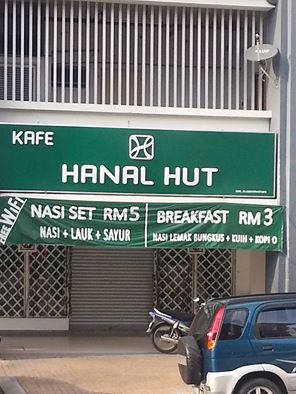 KAFE
HANAL HUT
FREE WiFi
NASI SET RM5
NASI + LAUK + SAYUR
BREAKFAST RM3
NASI LEMAK BUNGKUS + KUIH + KOPI O